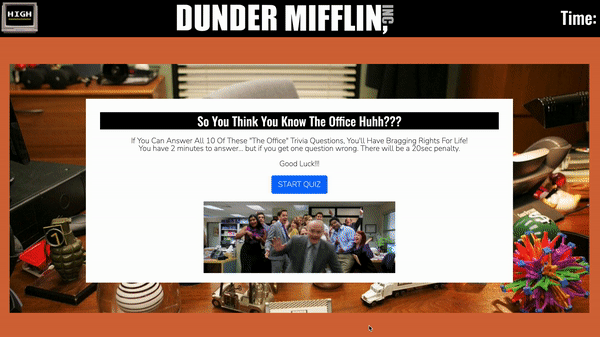 HIGH
DUNDER MIFFLIN, INC
Time:
So You Think You Know The Office Huhh???
If You Can Answer All 10 Of These "The Office" Trivia Questions, You'll Have Bragging Rights For Life!
You have 2 minutes to answer... but if you get one question wrong. There will be a 20sec penalty.
Good Luck!!!
START QUIZ